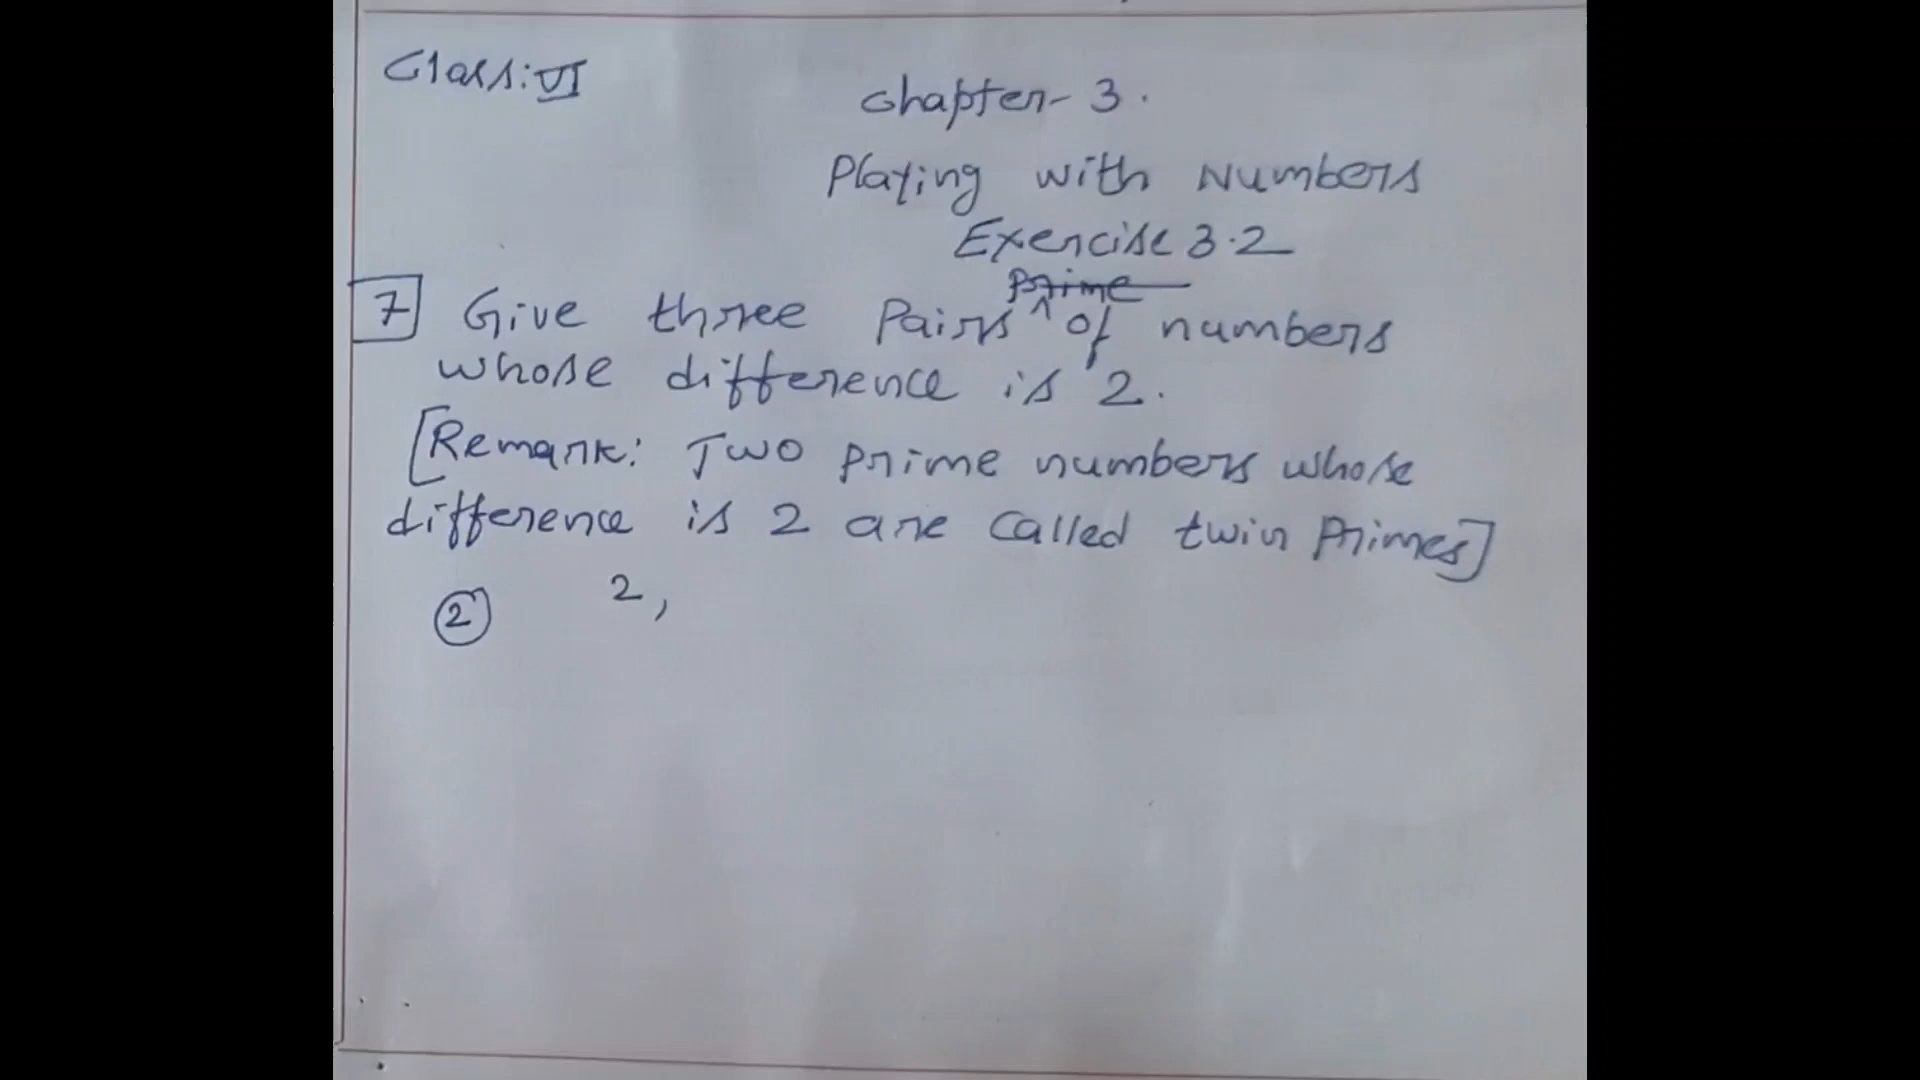 Class: VI
Chapter- 3.
Playing with Numbers
Exercise 3.2
prime
7 Give three Pairs ^ of numbers
whose difference is 2.
[Remark: Two prime numbers whose
difference is 2 are called twin Primes]
2 2,